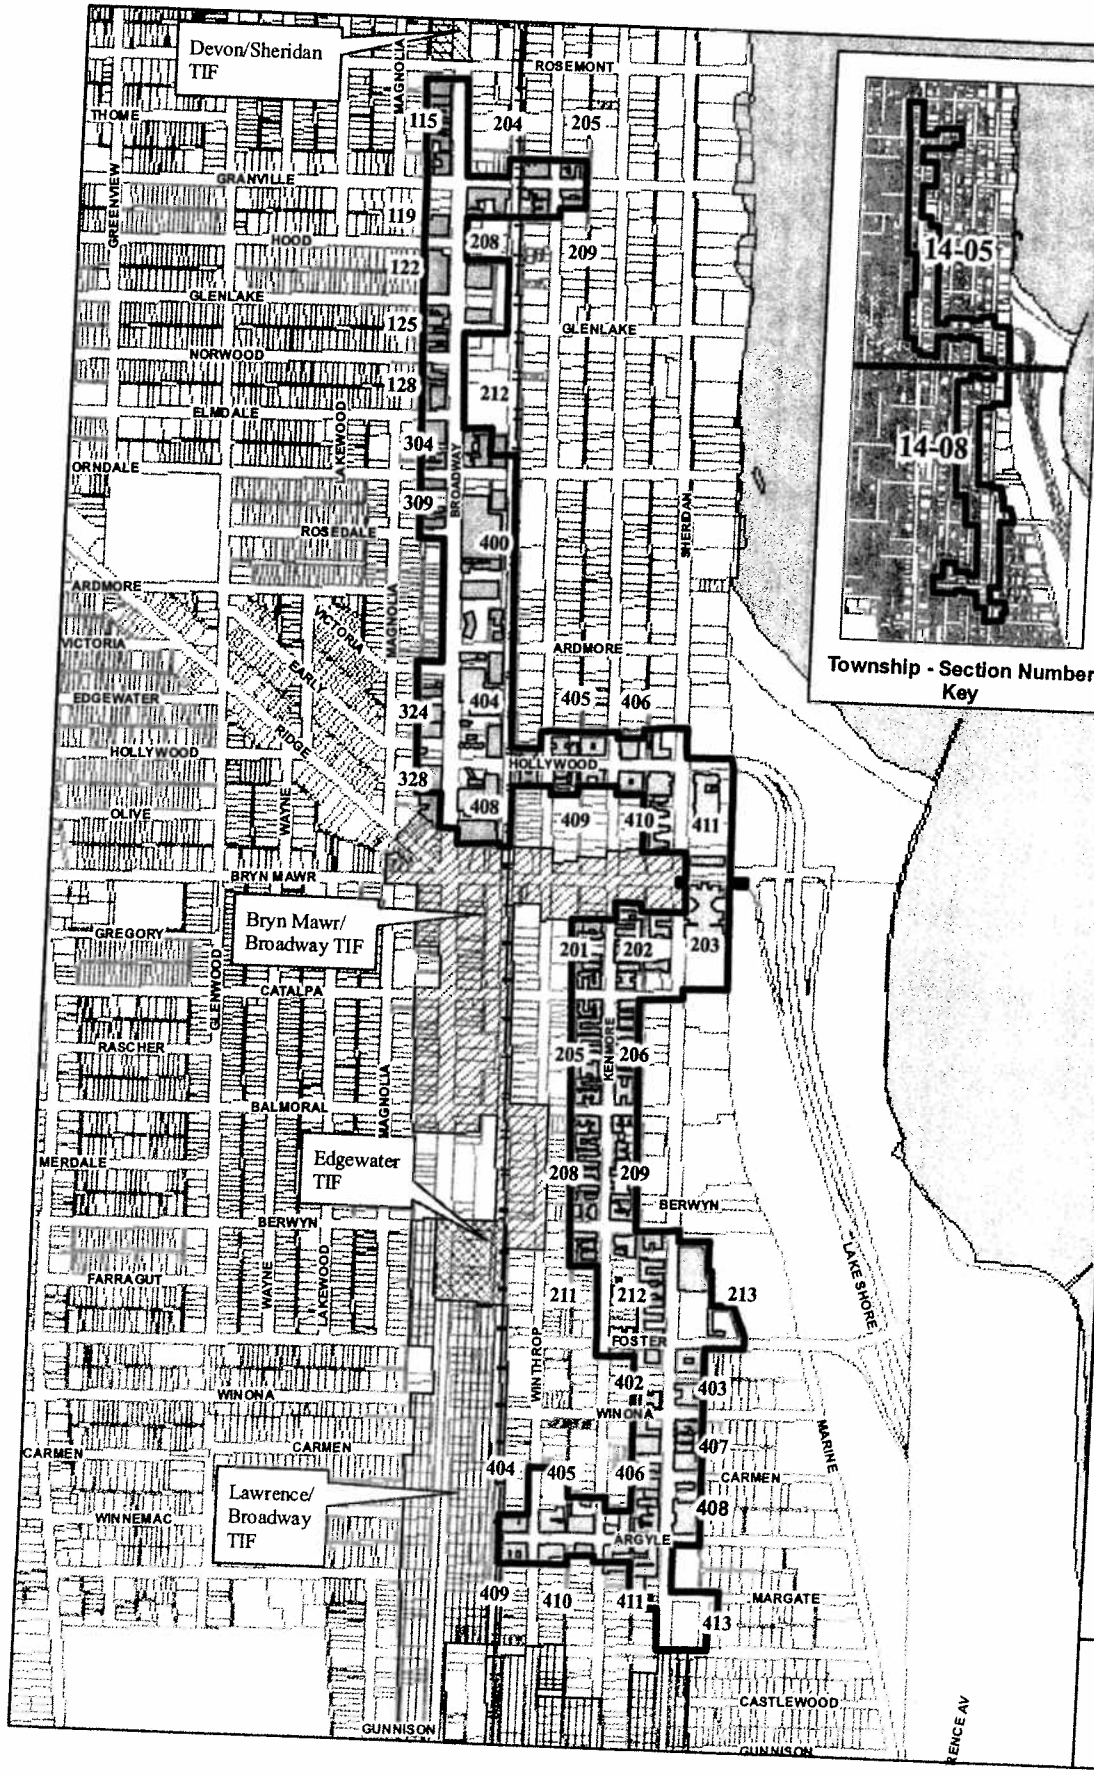 Devon/Sheridan
TIF
MAGNOLIA
ROSEMONT
THOME
115
204
205
GREENVIEW
GRANVILLE
119
HOOD
208
209
122
GLENLAKE
125
GLENLAKE
NORWOOD
128
212
ELMDALE
LAKEWOOD
304
ORNDALE
BROADWAY
309
SHERIDAN
ROSEDALE
400
ARDMORE
MAGNOLIA
VICTORIA
VICTORIA
ARDMORE
EARLY
EDGEWATER
324
404
405
406
RIDGE
HOLLYWOOD
HOLLYWOOD
328
OLIVE
WAYNE
408
409
410
411
BRYN MAWR
Bryn Mawr/
Broadway TIF
GREGORY
201
202
203
GLENWOOD
CATALPA
RASCHER
205
KENMORE
206
MAGNOLIA
BALMORAL
MERDALE
Edgewater
TIF
208
209
BERWYN
BERWYN
LAKE SHORE
FARRAGUT
WAYNE
LAKEWOOD
211
212
213
FOSTER
WINTHROP
WINONA
402
403
WINONA
CARMEN
CARMEN
407
MARINE
404
405
406
CARMEN
Lawrence/
Broadway
TIF
WINNEMAC
408
ARGYLE
409
410
411
MARGATE
413
CASTLEWOOD
GUNNISON
GUNNISON
RENCE AV
14-05
14-08
Township - Section Number
Key